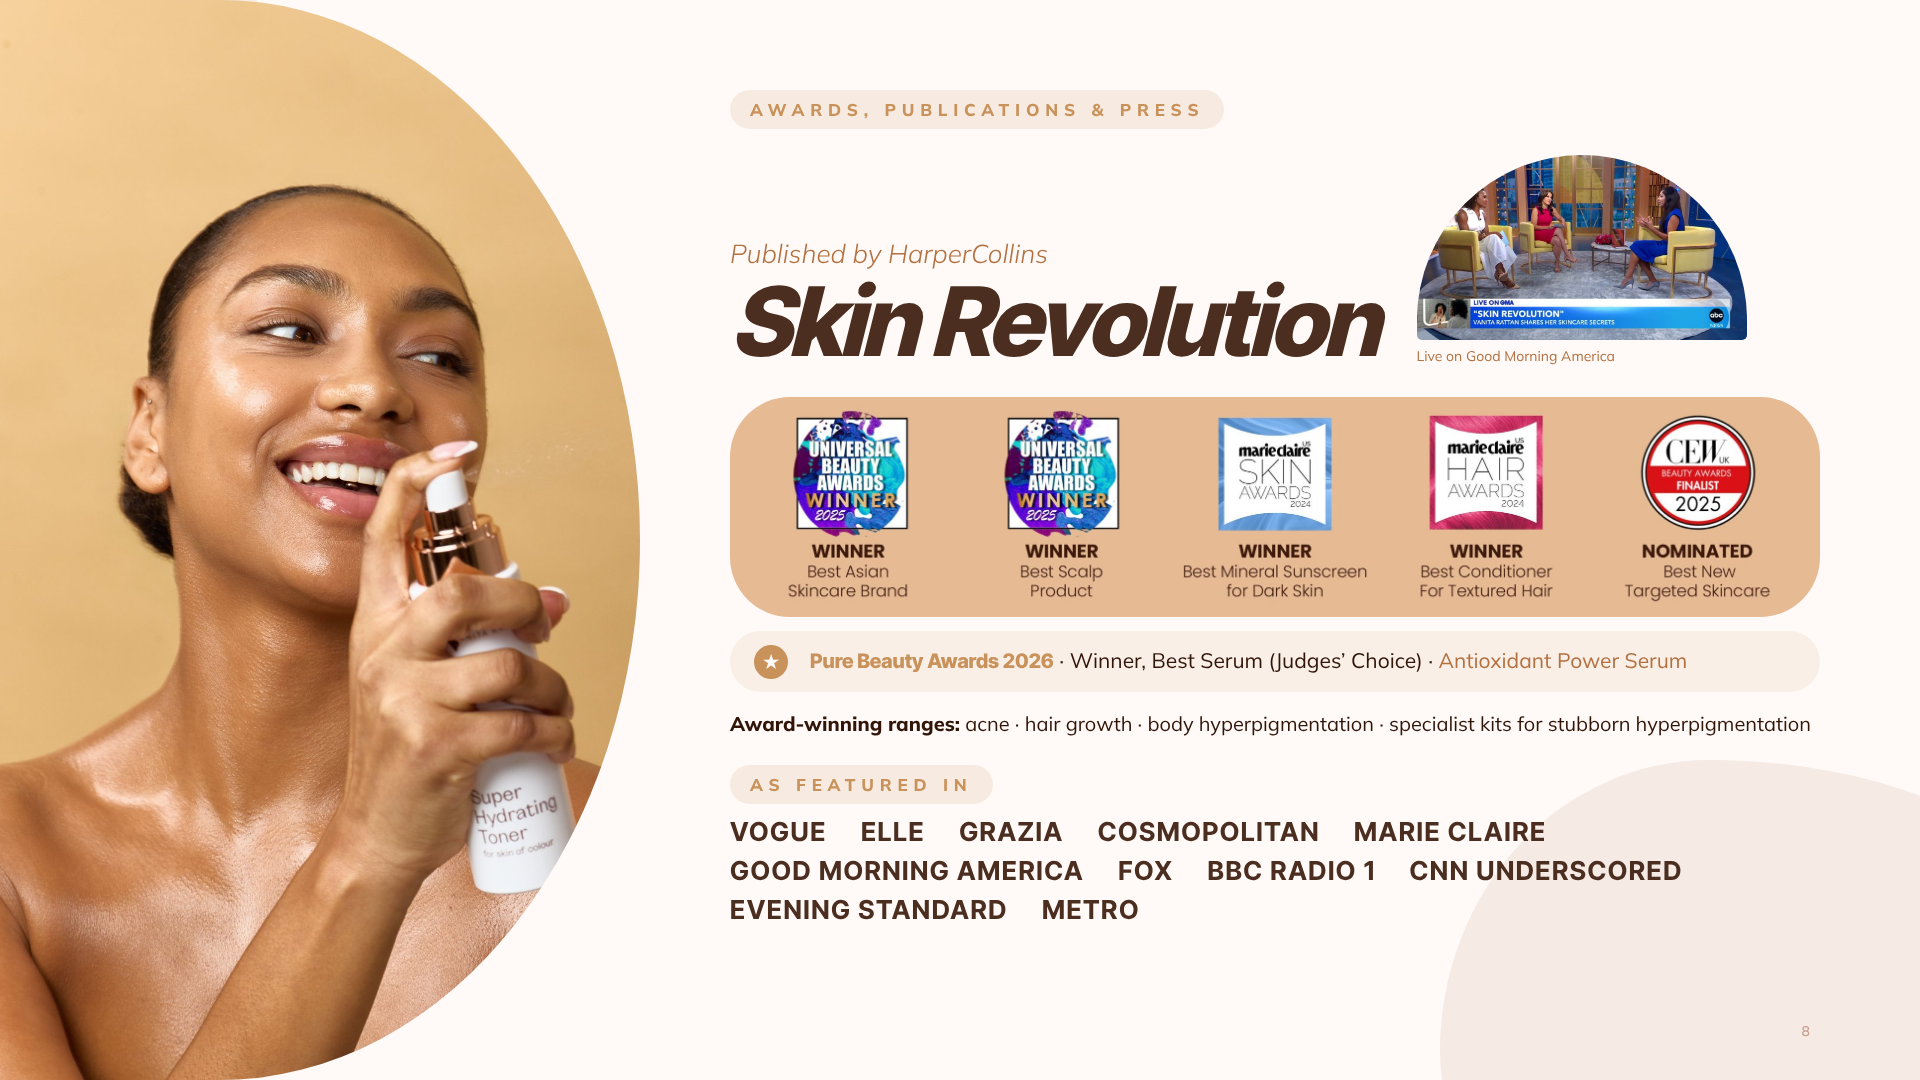 AWARDS, PUBLICATIONS & PRESS
Published by HarperCollins
Skin Revolution
LIVE ON GMA
"SKIN REVOLUTION"
VANITA RATTAN SHARES HER SKINCARE SECRETS
abc
NEWS
Live on Good Morning America
UNIVERSAL
BEAUTY
AWARDS
WINNER
2025
WINNER
Best Asian
Skincare Brand
UNIVERSAL
BEAUTY
AWARDS
WINNER
2025
WINNER
Best Scalp
Product
marie claire US
SKIN
AWARDS
2024
WINNER
Best Mineral Sunscreen
for Dark Skin
marie claire US
HAIR
AWARDS
2024
WINNER
Best Conditioner
For Textured Hair
CEW UK
BEAUTY AWARDS
FINALIST
2025
NOMINATED
Best New
Targeted Skincare
Pure Beauty Awards 2026 · Winner, Best Serum (Judges’ Choice) · Antioxidant Power Serum
Award-winning ranges: acne · hair growth · body hyperpigmentation · specialist kits for stubborn hyperpigmentation
AS FEATURED IN
VOGUE ELLE GRAZIA COSMOPOLITAN MARIE CLAIRE
GOOD MORNING AMERICA FOX BBC RADIO 1 CNN UNDERSCORED
EVENING STANDARD METRO
Super
Hydrating
Toner
for skin of colour
8